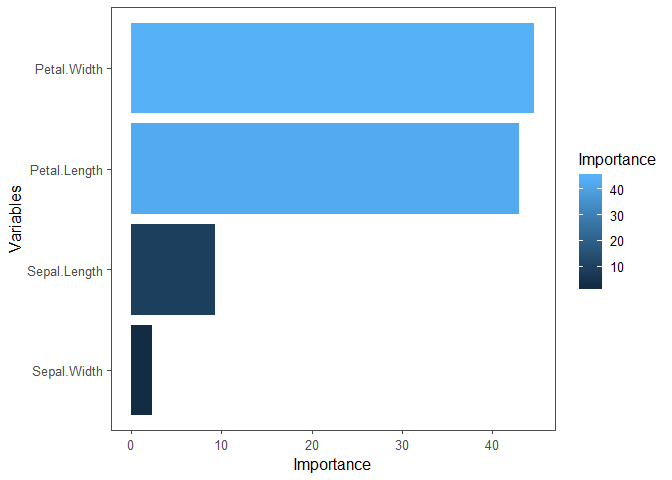 Petal.Width
Petal.Length
Sepal.Length
Sepal.Width
Variables
0 10 20 30 40
Importance
Importance
40
30
20
10